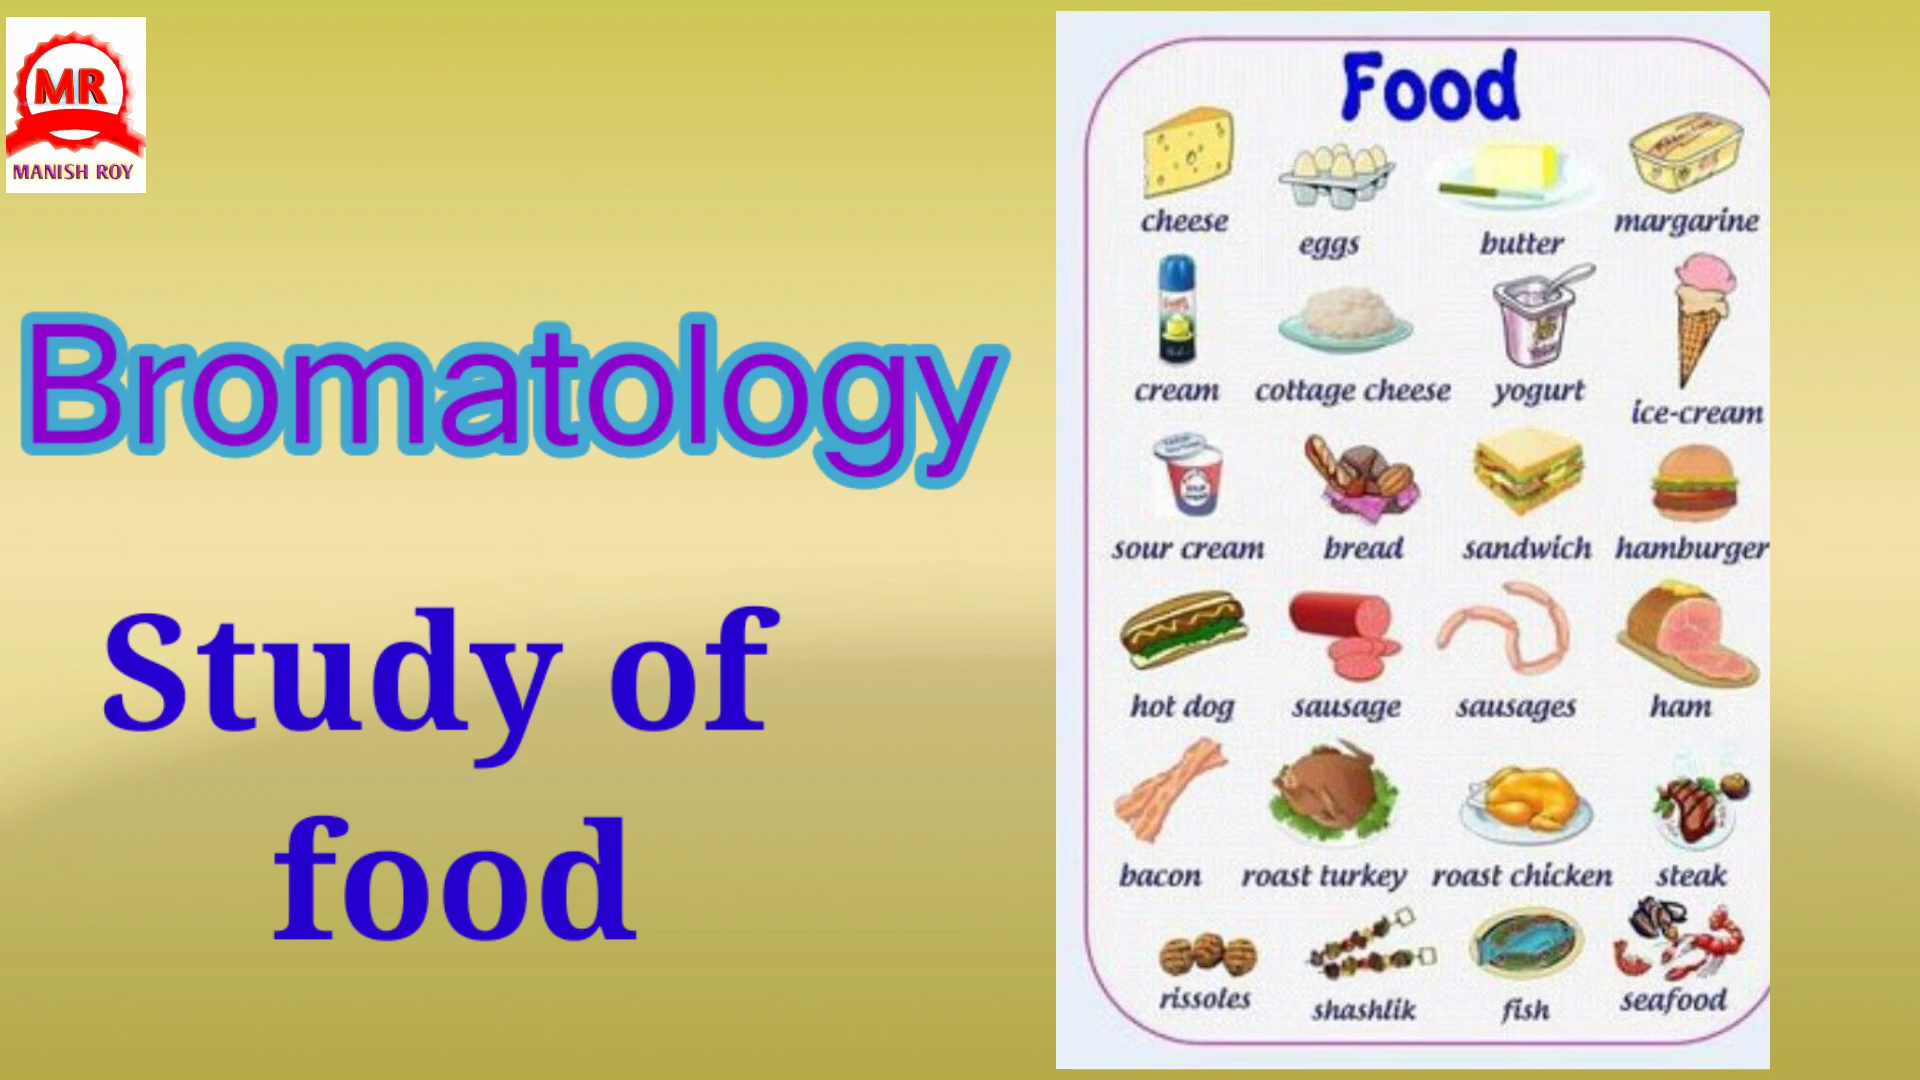 MR
MANISH ROY
Bromatology
Study of
food
Food
cheese eggs butter margarine
cream cottage cheese yogurt ice-cream
sour cream bread sandwich hamburger
hot dog sausage sausages ham
bacon roast turkey roast chicken steak
rissoles shashlik fish seafood